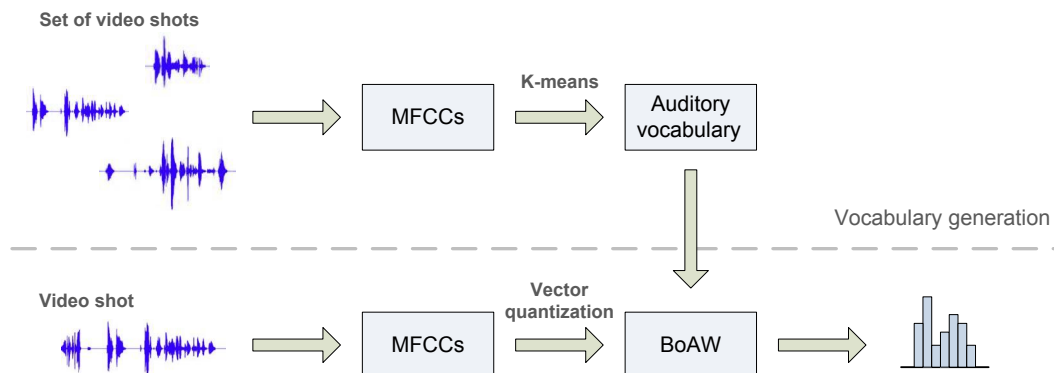 Set of video shots
K-means
MFCCs
Auditory
vocabulary
Vocabulary generation
Video shot
Vector
quantization
MFCCs
BoAW